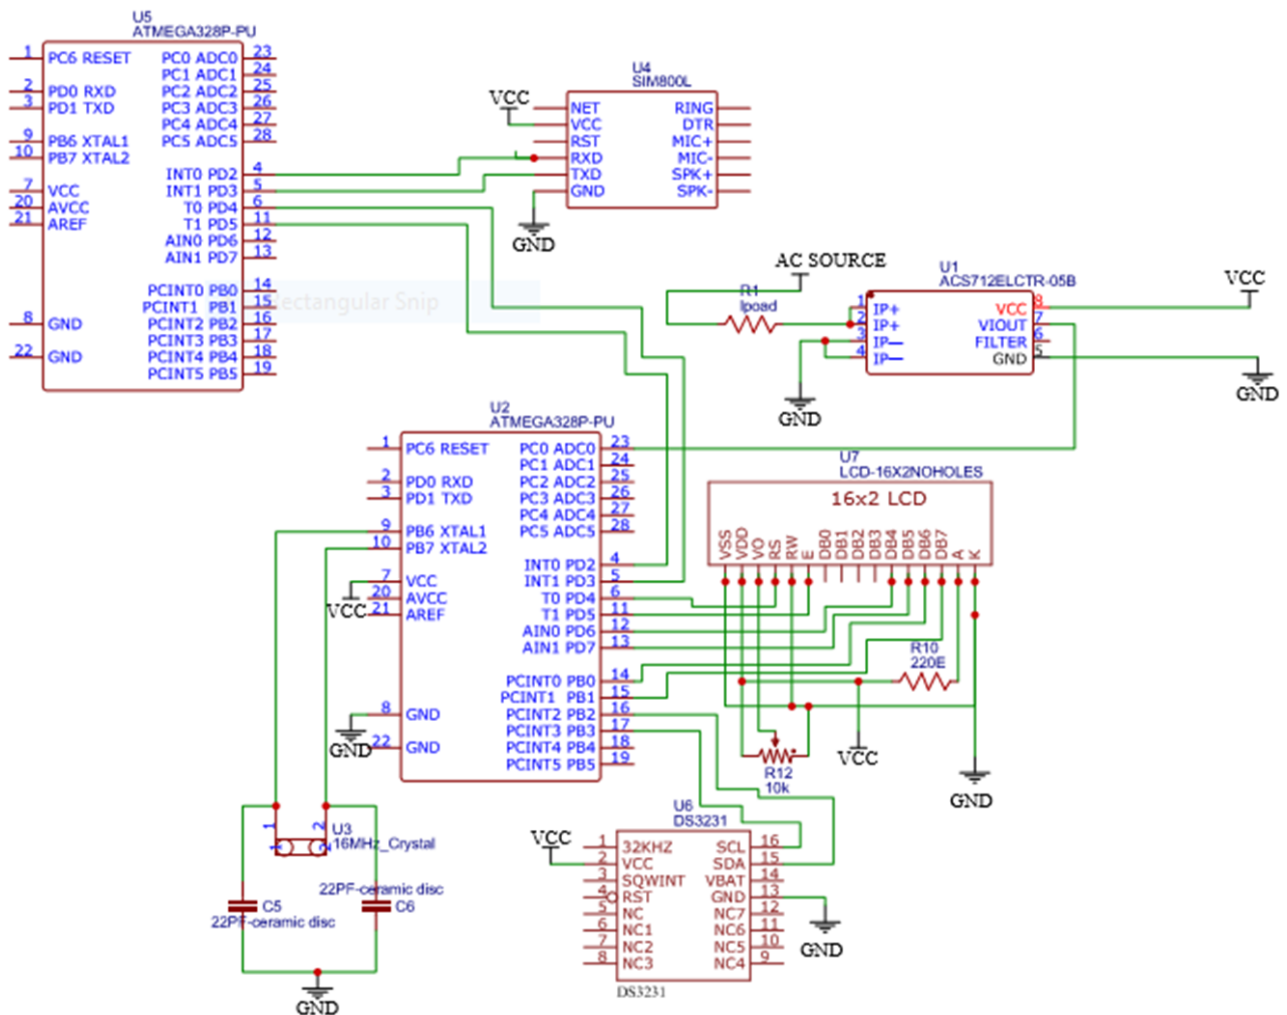 U5
ATMEGA328P-PU
1 PC6 RESET PC0 ADC0 23
PC1 ADC1 24
2 PD0 RXD PC2 ADC2 25
3 PD1 TXD PC3 ADC3 26
PC4 ADC4 27
9 PB6 XTAL1 PC5 ADC5 28
10 PB7 XTAL2
INT0 PD2 4
7 VCC INT1 PD3 5
20 AVCC T0 PD4 6
21 AREF T1 PD5 11
AIN0 PD6 12
AIN1 PD7 13
PCINT0 PB0 14
PCINT1 PB1 15
8 GND PCINT2 PB2 16
PCINT3 PB3 17
22 GND PCINT4 PB4 18
PCINT5 PB5 19
Rectangular Snip
U4
SIM800L
VCC
NET RING
VCC DTR
RST MIC+
RXD MIC-
TXD SPK+
GND SPK-
GND
AC SOURCE
R1
lpoad
U1
ACS712ELCTR-05B
1 IP+ VCC 8
2 IP+ VIOUT 7
3 IP— FILTER 6
4 IP— GND 5
VCC
GND
GND
U2
ATMEGA328P-PU
1 PC6 RESET PC0 ADC0 23
PC1 ADC1 24
2 PD0 RXD PC2 ADC2 25
3 PD1 TXD PC3 ADC3 26
PC4 ADC4 27
9 PB6 XTAL1 PC5 ADC5 28
10 PB7 XTAL2
INT0 PD2 4
7 VCC INT1 PD3 5
20 AVCC T0 PD4 6
21 AREF T1 PD5 11
AIN0 PD6 12
AIN1 PD7 13
PCINT0 PB0 14
PCINT1 PB1 15
8 GND PCINT2 PB2 16
PCINT3 PB3 17
22 GND PCINT4 PB4 18
PCINT5 PB5 19
VCC
GND
U7
LCD-16X2NOHOLES
16x2 LCD
VSS VDD VO RS RW E DB0 DB1 DB2 DB3 DB4 DB5 DB6 DB7 A K
R10
220E
R12
10k
VCC
GND
1 2
U3
16MHz_Crystal
1 2
22PF-ceramic disc
C5 C6
22PF-ceramic disc
GND
U6
DS3231
VCC
1 32KHZ SCL 16
2 VCC SDA 15
3 SQWINT VBAT 14
4 RST GND 13
5 NC NC7 12
6 NC1 NC6 11
7 NC2 NC5 10
8 NC3 NC4 9
DS3231
GND